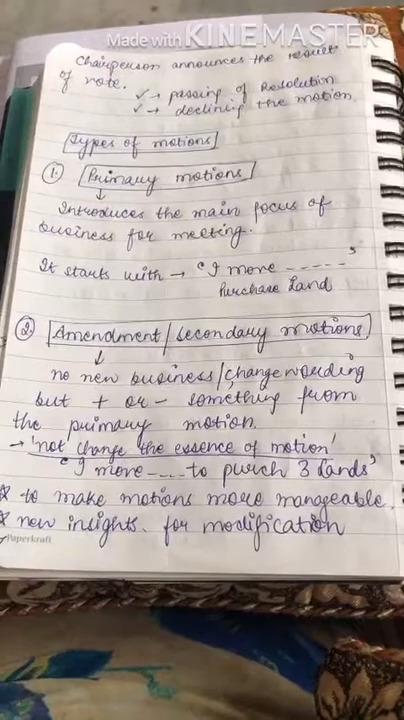 Made with KINEMASTER
Chairperson announces the result
of vote.
✓→ passing of Resolution
✓→ declining the motion
Types of motions
① Primary motions
↓
Introduces the main focus of
business for meeting.
It starts with → "I move -----"
Purchase Land
② Amendment/secondary motions
↓
no new business/change wording
but + or - something from
the primary motion.
→ 'not change the essence of motion'
"I move ---- to purch 3 lands"
☆ to make motions more manageable.
☆ new insights for modification
Paperkraft